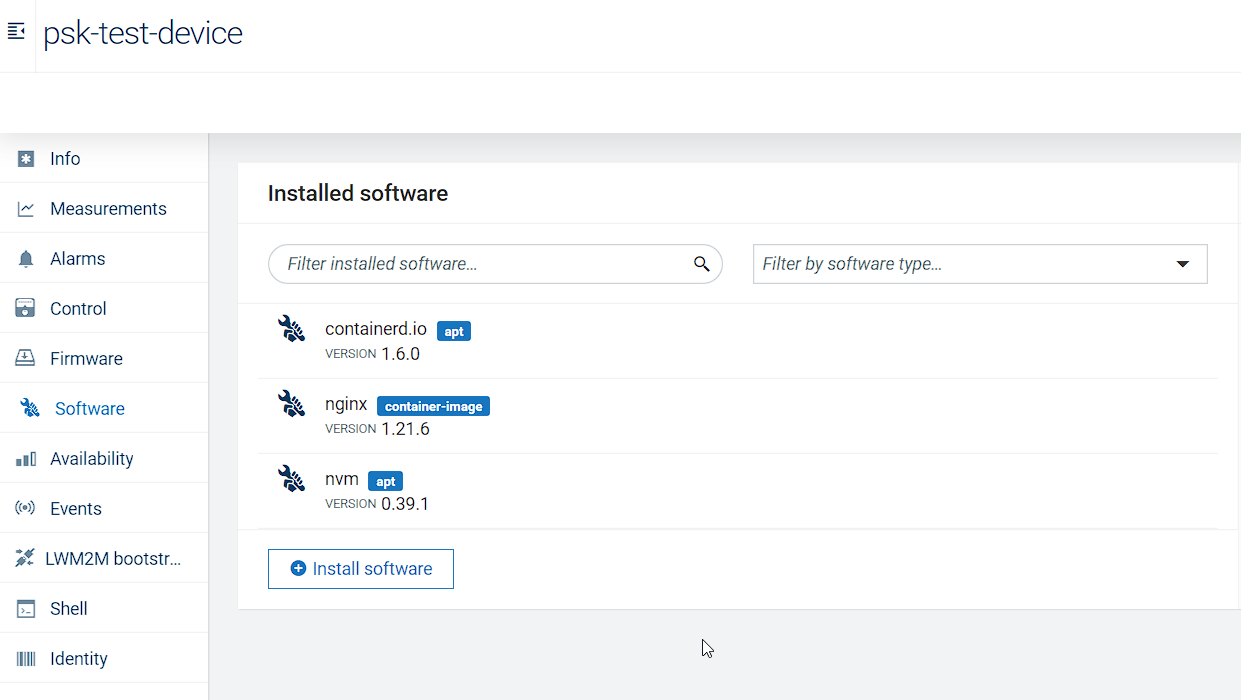 psk-test-device
Info
Measurements
Alarms
Control
Firmware
Software
Availability
Events
LWM2M bootstr...
Shell
Identity
Installed software
Filter installed software...
Filter by software type...
containerd.io apt
VERSION 1.6.0
nginx container-image
VERSION 1.21.6
nvm apt
VERSION 0.39.1
Install software